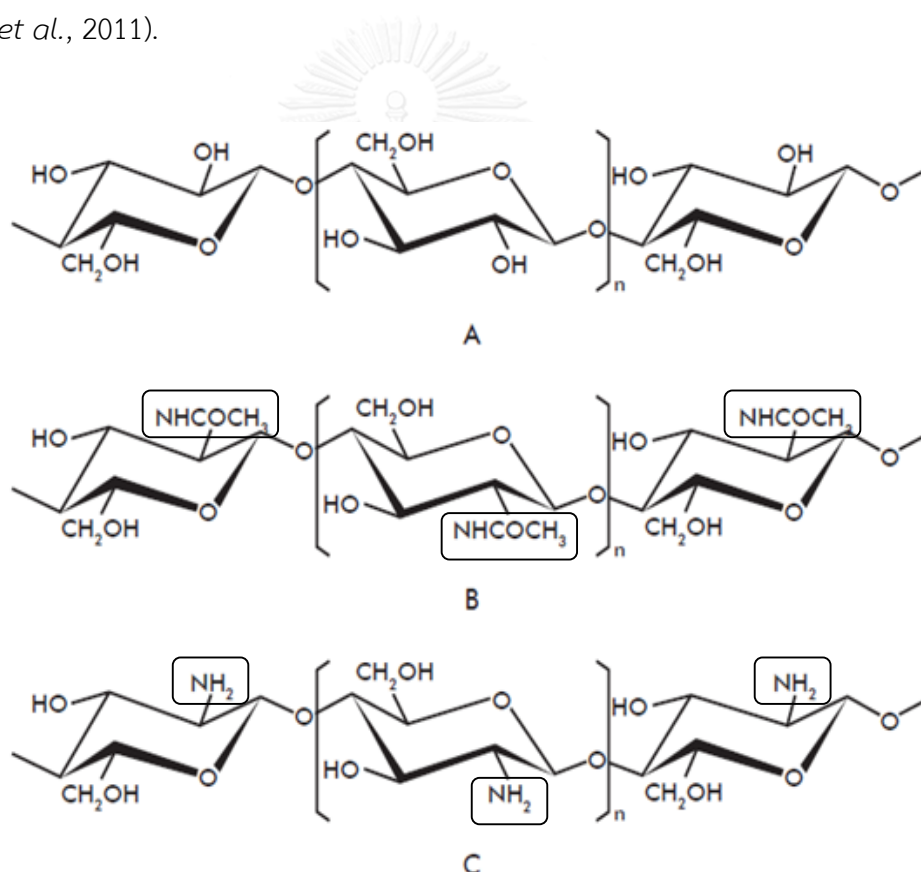 et al., 2011).
OH CH₂OH OH
HO O O HO O
HO O
CH₂OH O OH n CH₂OH O
A
NHCOCH₃ CH₂OH NHCOCH₃
HO O O HO O
HO O
CH₂OH O NHCOCH₃ n CH₂OH O
B
NH₂ CH₂OH NH₂
HO O O HO O
HO O
CH₂OH O NH₂ n CH₂OH O
C